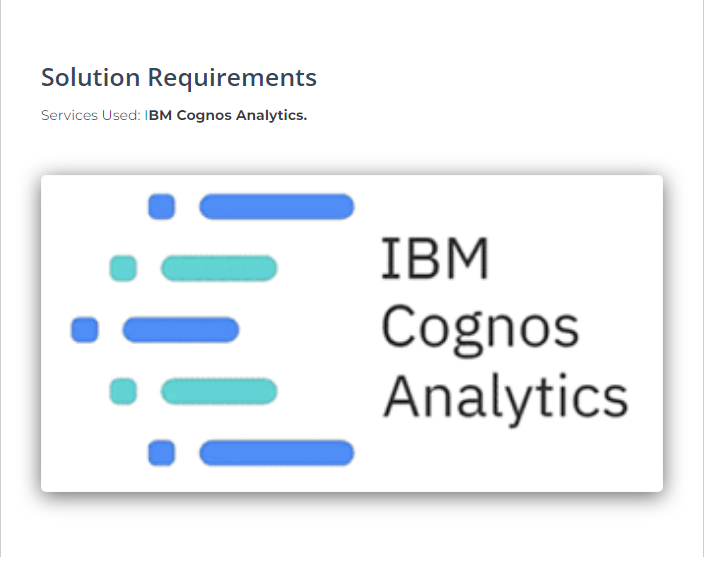 Solution Requirements
Services Used: IBM Cognos Analytics.
IBM
Cognos
Analytics